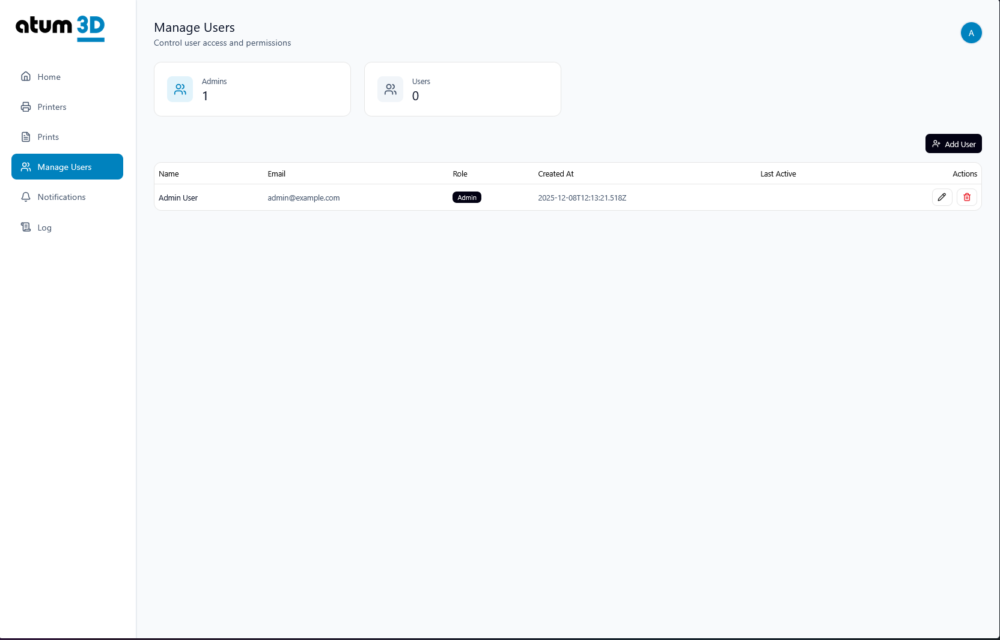 atum 3D
Home
Printers
Prints
Manage Users
Notifications
Log
Manage Users
Control user access and permissions
A
Admins
1
Users
0
Add User
Name Email Role Created At Last Active Actions
Admin User admin@example.com Admin 2025-12-08T12:13:21.518Z